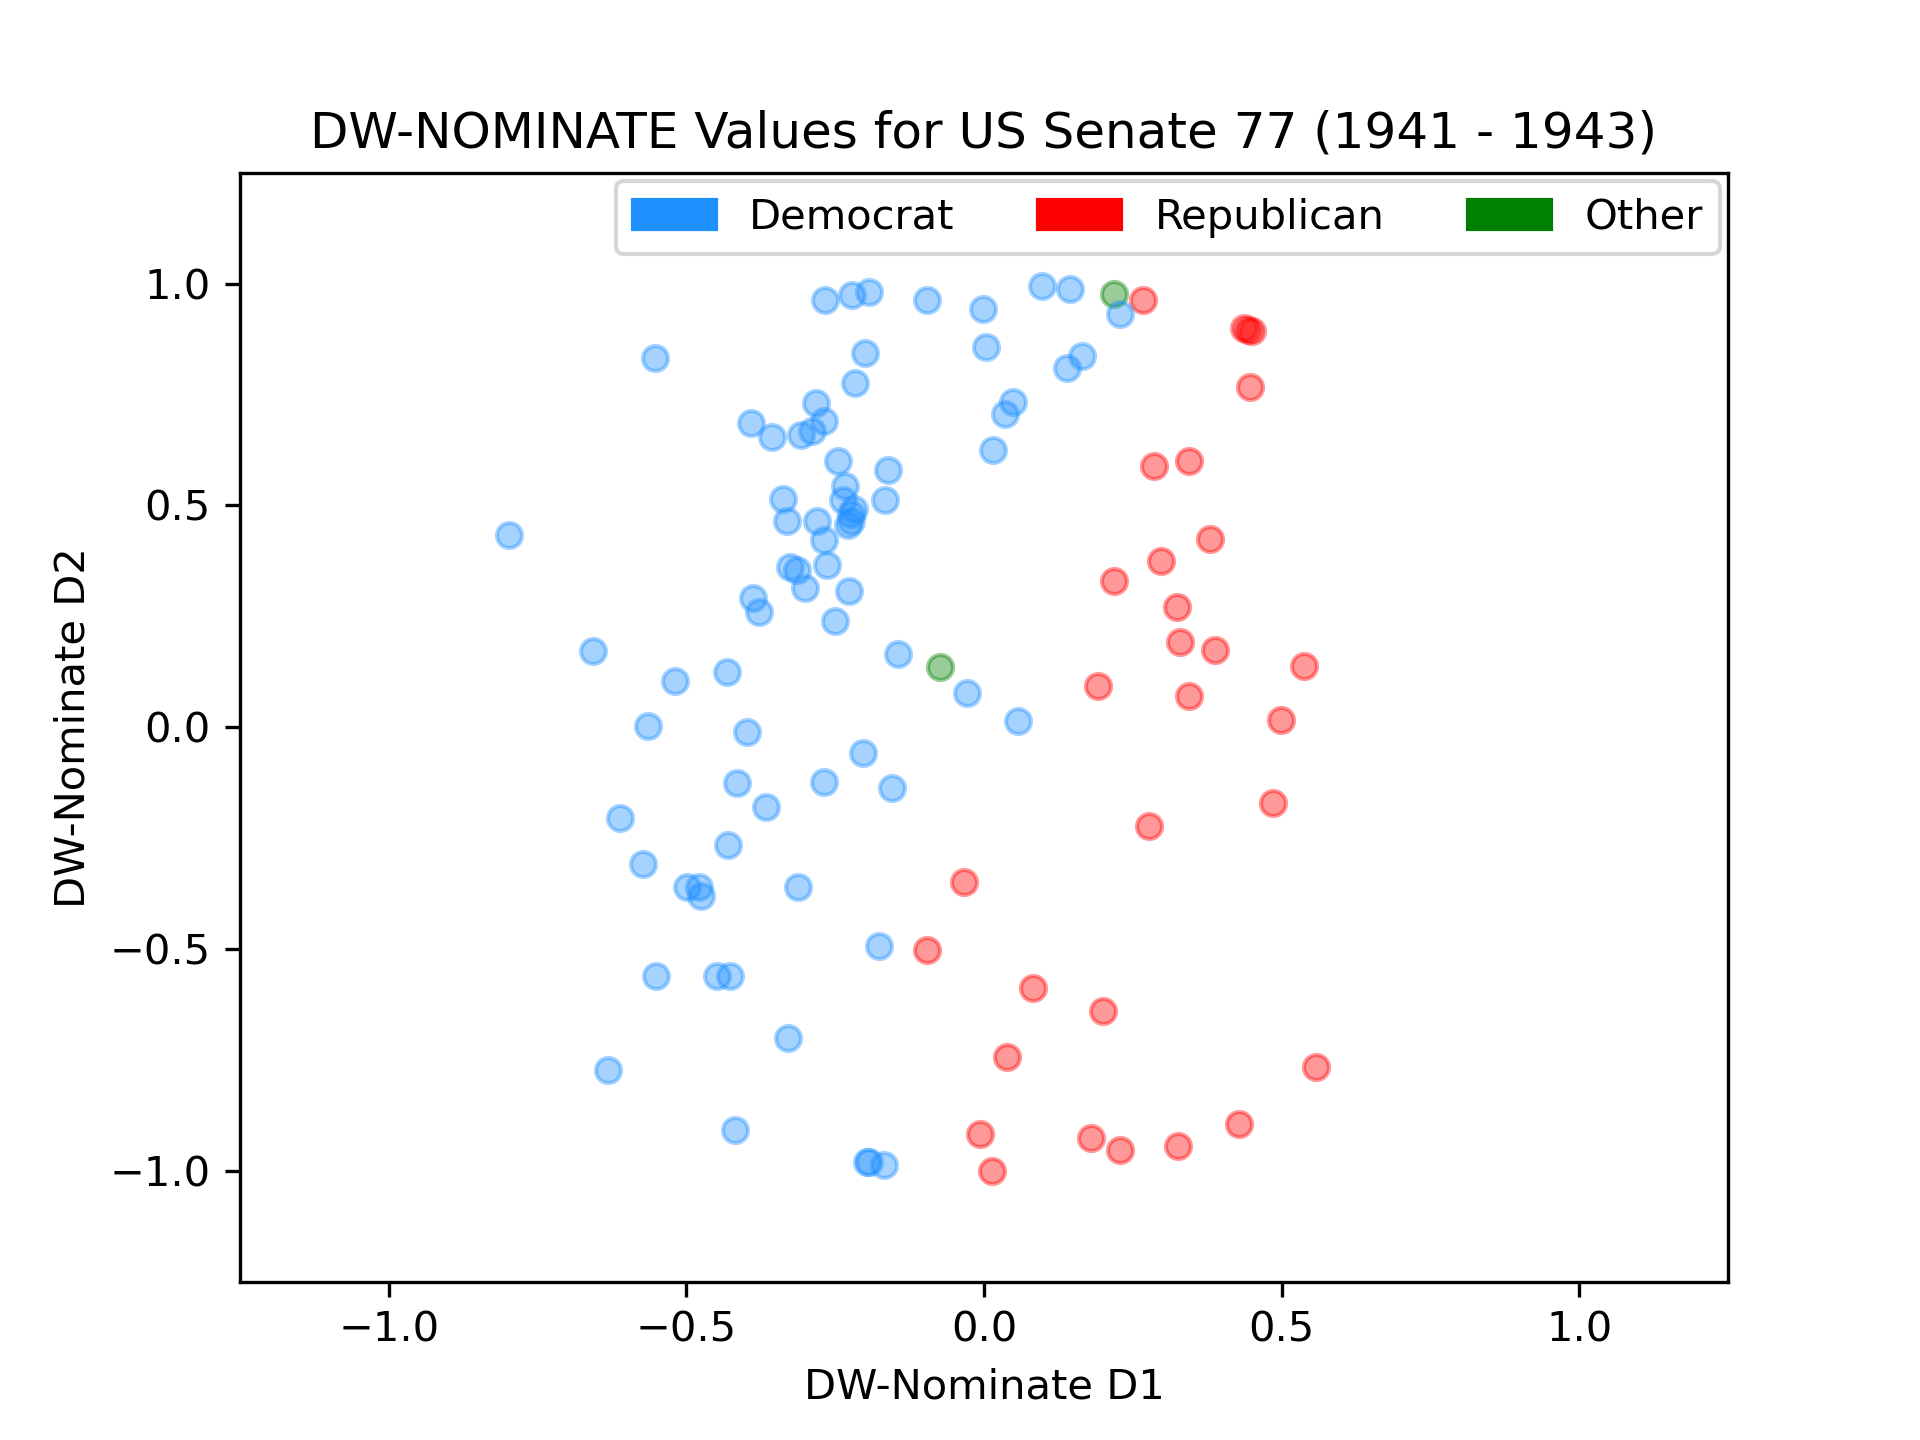 DW-NOMINATE Values for US Senate 77 (1941 - 1943)
Democrat Republican Other
1.0
0.5
0.0
−0.5
−1.0
DW-Nominate D2
−1.0 −0.5 0.0 0.5 1.0
DW-Nominate D1